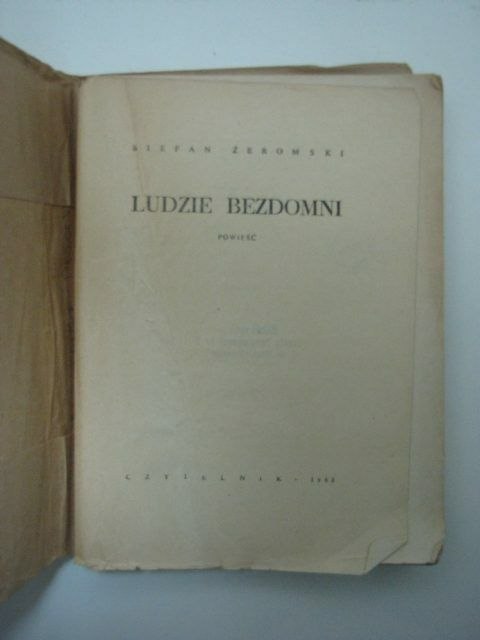 STEFAN ŻEROMSKI
LUDZIE BEZDOMNI
POWIEŚĆ
CZYTELNIK •